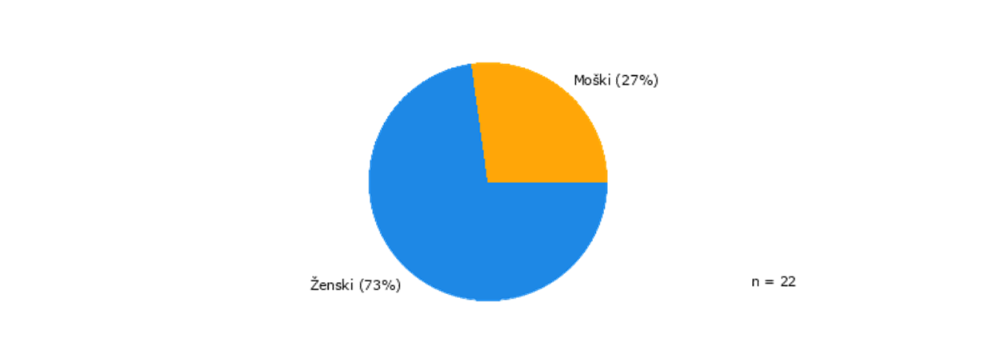 Moški (27%)
Ženski (73%)
n = 22